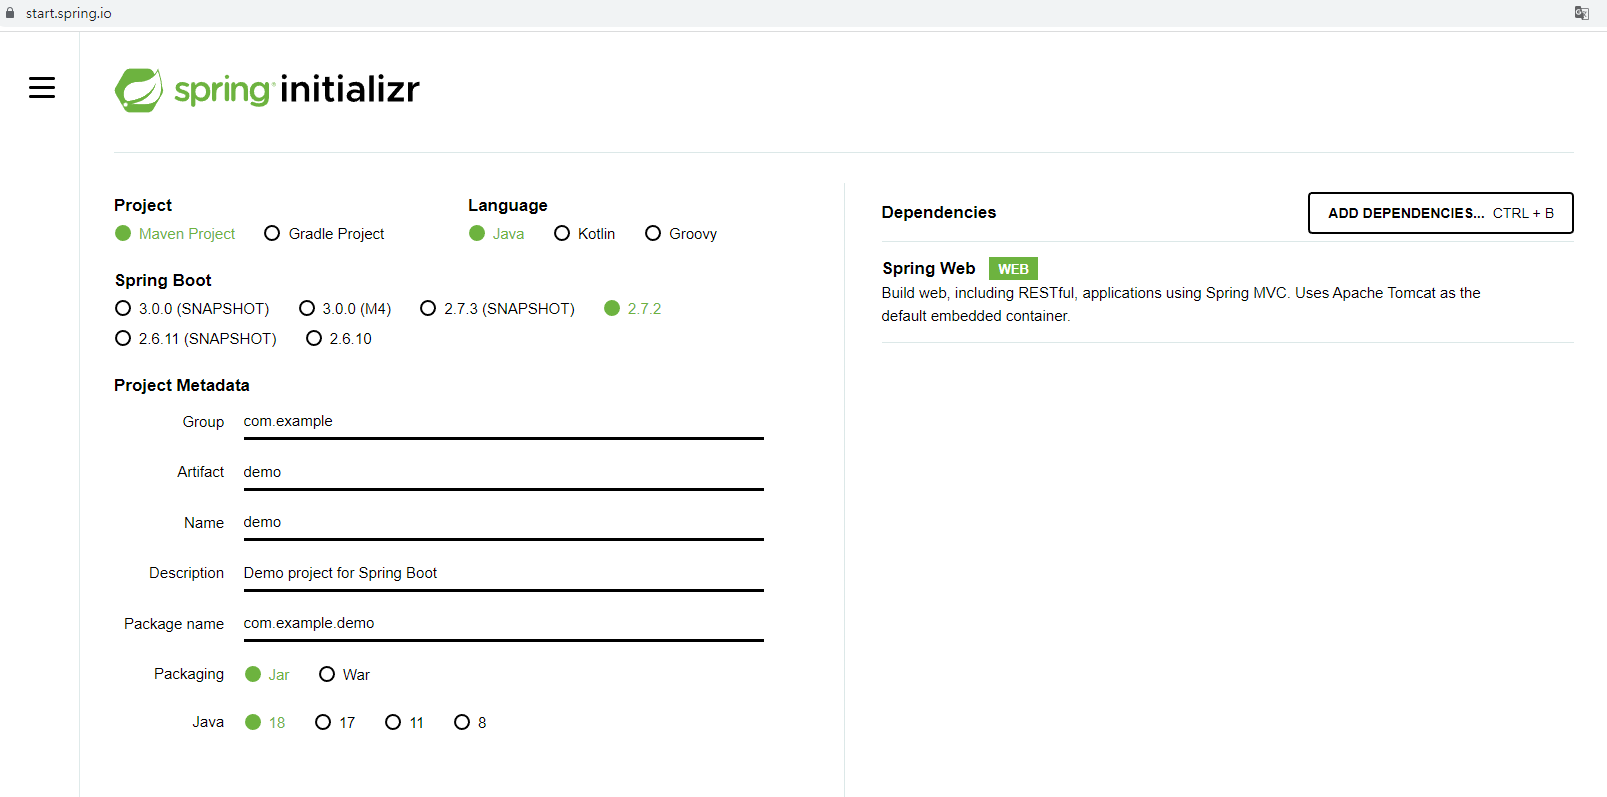 start.spring.io
spring initializr
Project
Maven Project Gradle Project
Language
Java Kotlin Groovy
Spring Boot
3.0.0 (SNAPSHOT) 3.0.0 (M4) 2.7.3 (SNAPSHOT) 2.7.2
2.6.11 (SNAPSHOT) 2.6.10
Project Metadata
Group com.example
Artifact demo
Name demo
Description Demo project for Spring Boot
Package name com.example.demo
Packaging Jar War
Java 18 17 11 8
Dependencies ADD DEPENDENCIES... CTRL + B
Spring Web WEB
Build web, including RESTful, applications using Spring MVC. Uses Apache Tomcat as the
default embedded container.